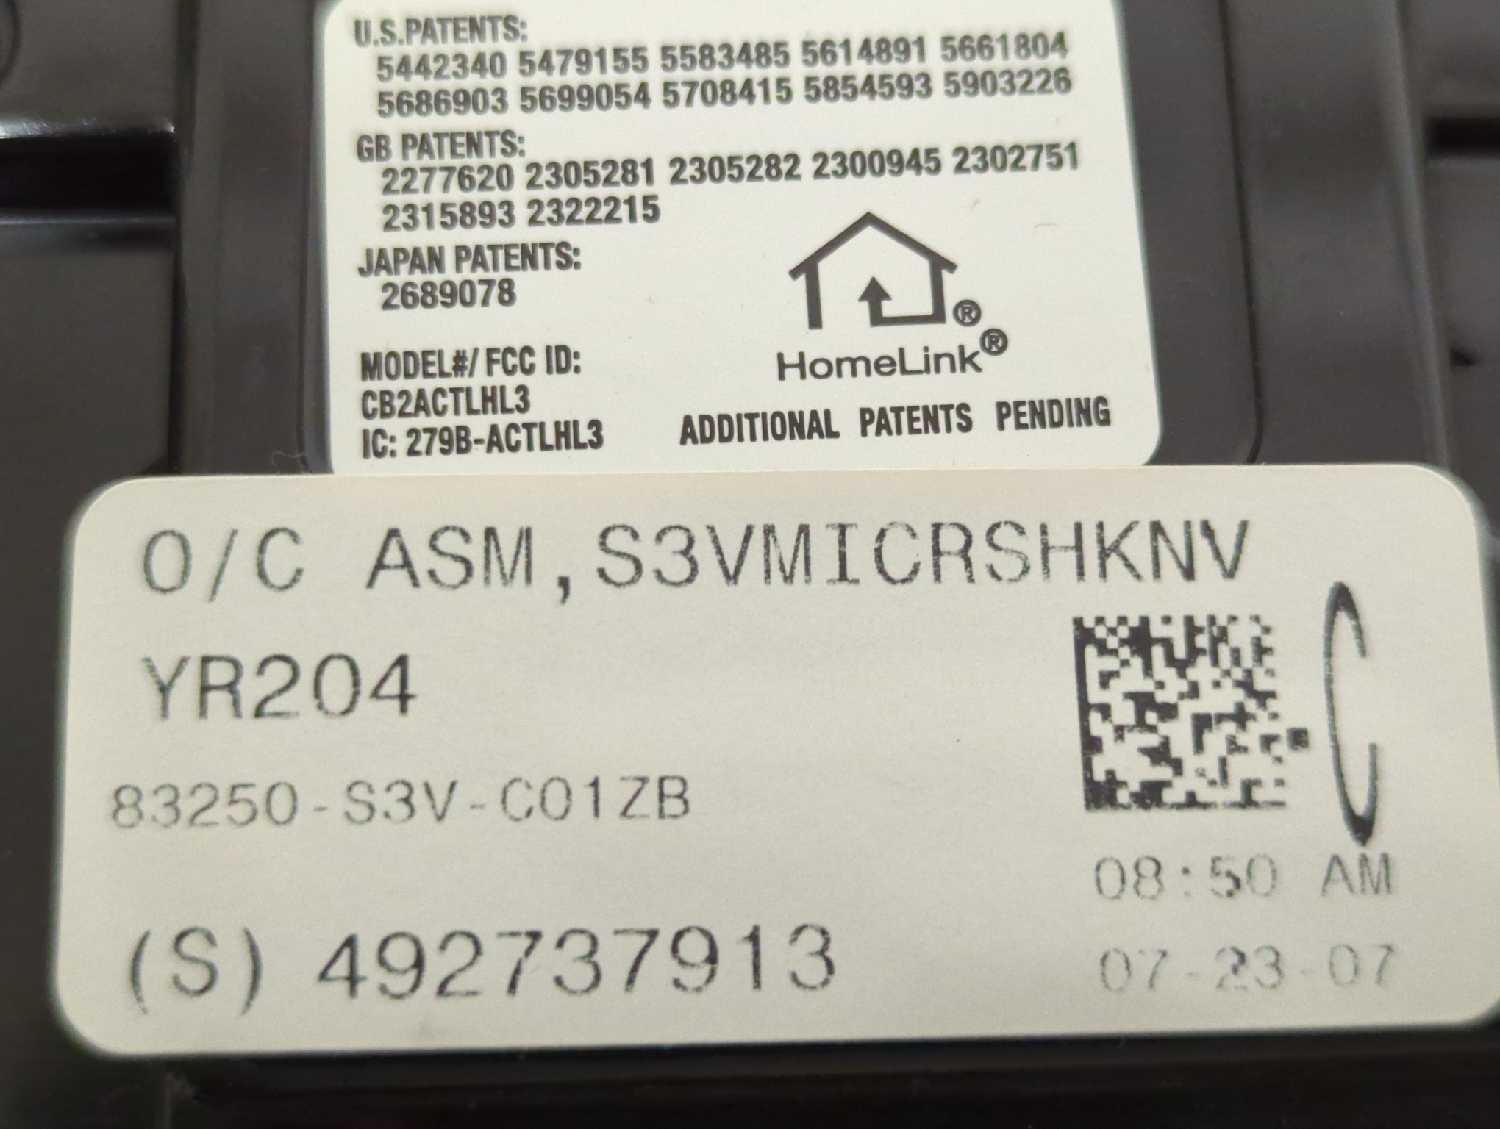 U.S.PATENTS:
5442340 5479155 5583485 5614891 5661804
5686903 5699054 5708415 5854593 5903226
GB PATENTS:
2277620 2305281 2305282 2300945 2302751
2315893 2322215
JAPAN PATENTS:
2689078
®
HomeLink®
MODEL#/ FCC ID:
CB2ACTLHL3
IC: 279B-ACTLHL3
ADDITIONAL PATENTS PENDING
O/C ASM,S3VMICRSHKNV
YR204
C
83250-S3V-C01ZB
08:50 AM
(S) 492737913
07-23-07